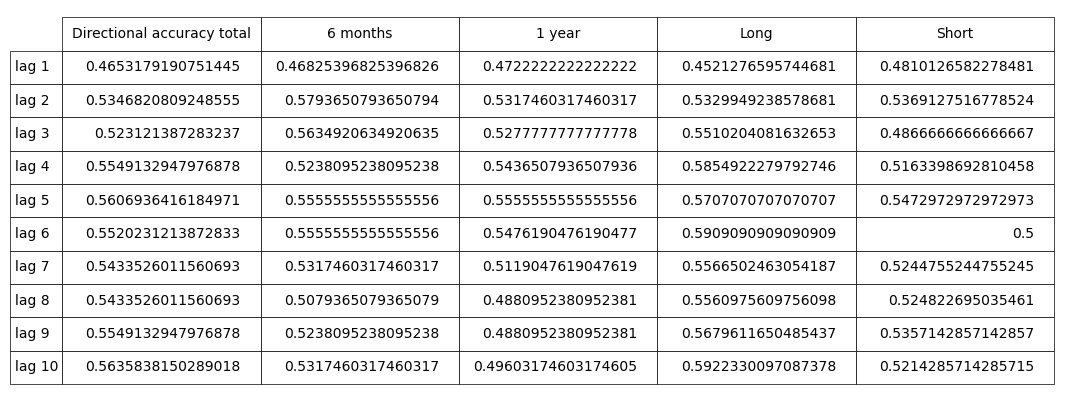 Directional accuracy total 6 months 1 year Long Short
lag 1 0.4653179190751445 0.46825396825396826 0.4722222222222222 0.4521276595744681 0.4810126582278481
lag 2 0.5346820809248555 0.5793650793650794 0.5317460317460317 0.5329949238578681 0.5369127516778524
lag 3 0.523121387283237 0.5634920634920635 0.5277777777777778 0.5510204081632653 0.4866666666666667
lag 4 0.5549132947976878 0.5238095238095238 0.5436507936507936 0.5854922279792746 0.5163398692810458
lag 5 0.5606936416184971 0.5555555555555556 0.5555555555555556 0.5707070707070707 0.5472972972972973
lag 6 0.5520231213872833 0.5555555555555556 0.5476190476190477 0.5909090909090909 0.5
lag 7 0.5433526011560693 0.5317460317460317 0.5119047619047619 0.5566502463054187 0.5244755244755245
lag 8 0.5433526011560693 0.5079365079365079 0.4880952380952381 0.5560975609756098 0.524822695035461
lag 9 0.5549132947976878 0.5238095238095238 0.4880952380952381 0.5679611650485437 0.5357142857142857
lag 10 0.5635838150289018 0.5317460317460317 0.49603174603174605 0.5922330097087378 0.5214285714285715